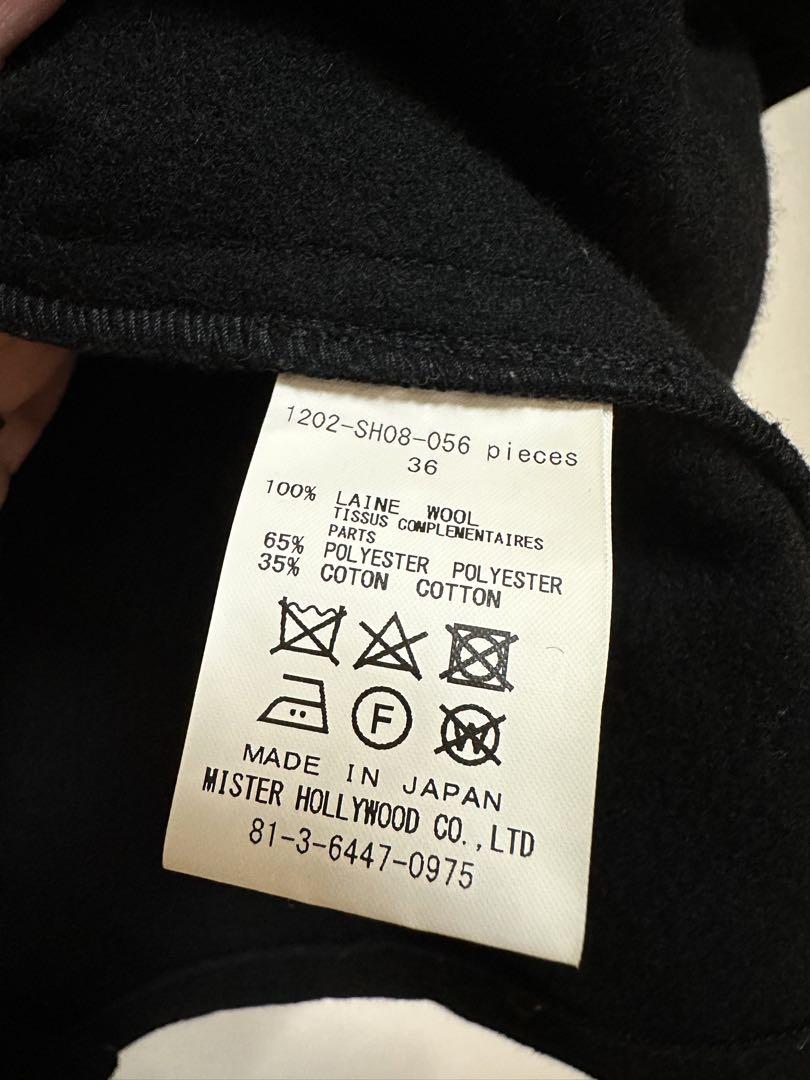 1202-SH08-056 pieces
36
100% LAINE WOOL
TISSUS COMPLEMENTAIRES
PARTS
65% POLYESTER POLYESTER
35% COTON COTTON
F W
MADE IN JAPAN
MISTER HOLLYWOOD CO.,LTD
81-3-6447-0975